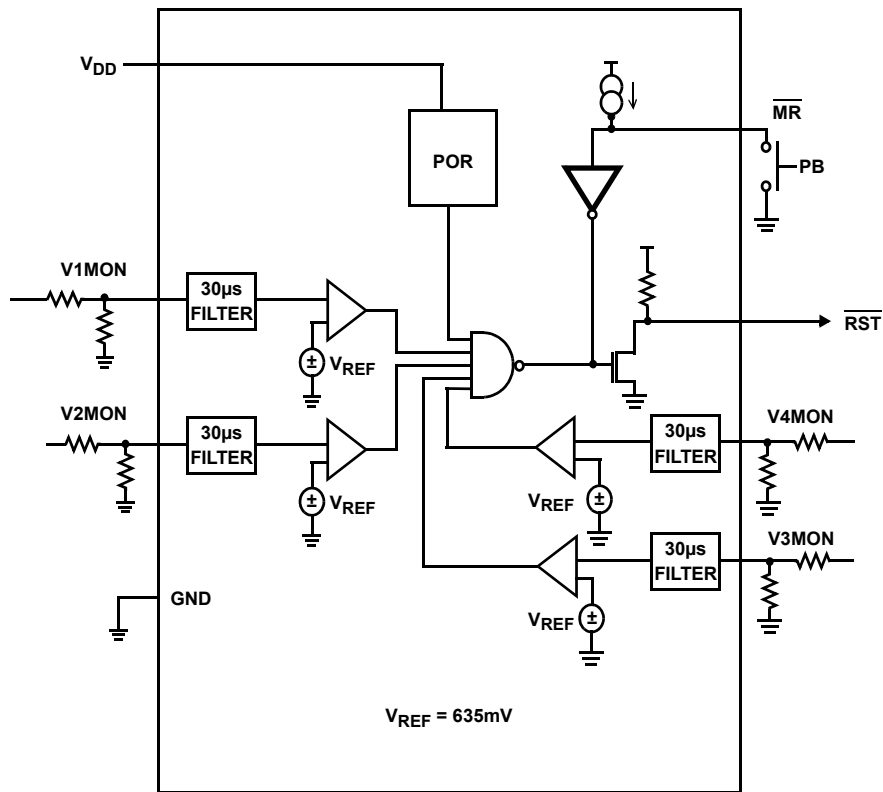 VDD
POR
MR
PB
V1MON
30µs
FILTER
VREF
RST
V2MON
30µs
FILTER
VREF
V4MON
30µs
FILTER
VREF
V3MON
30µs
FILTER
VREF
GND
VREF = 635mV